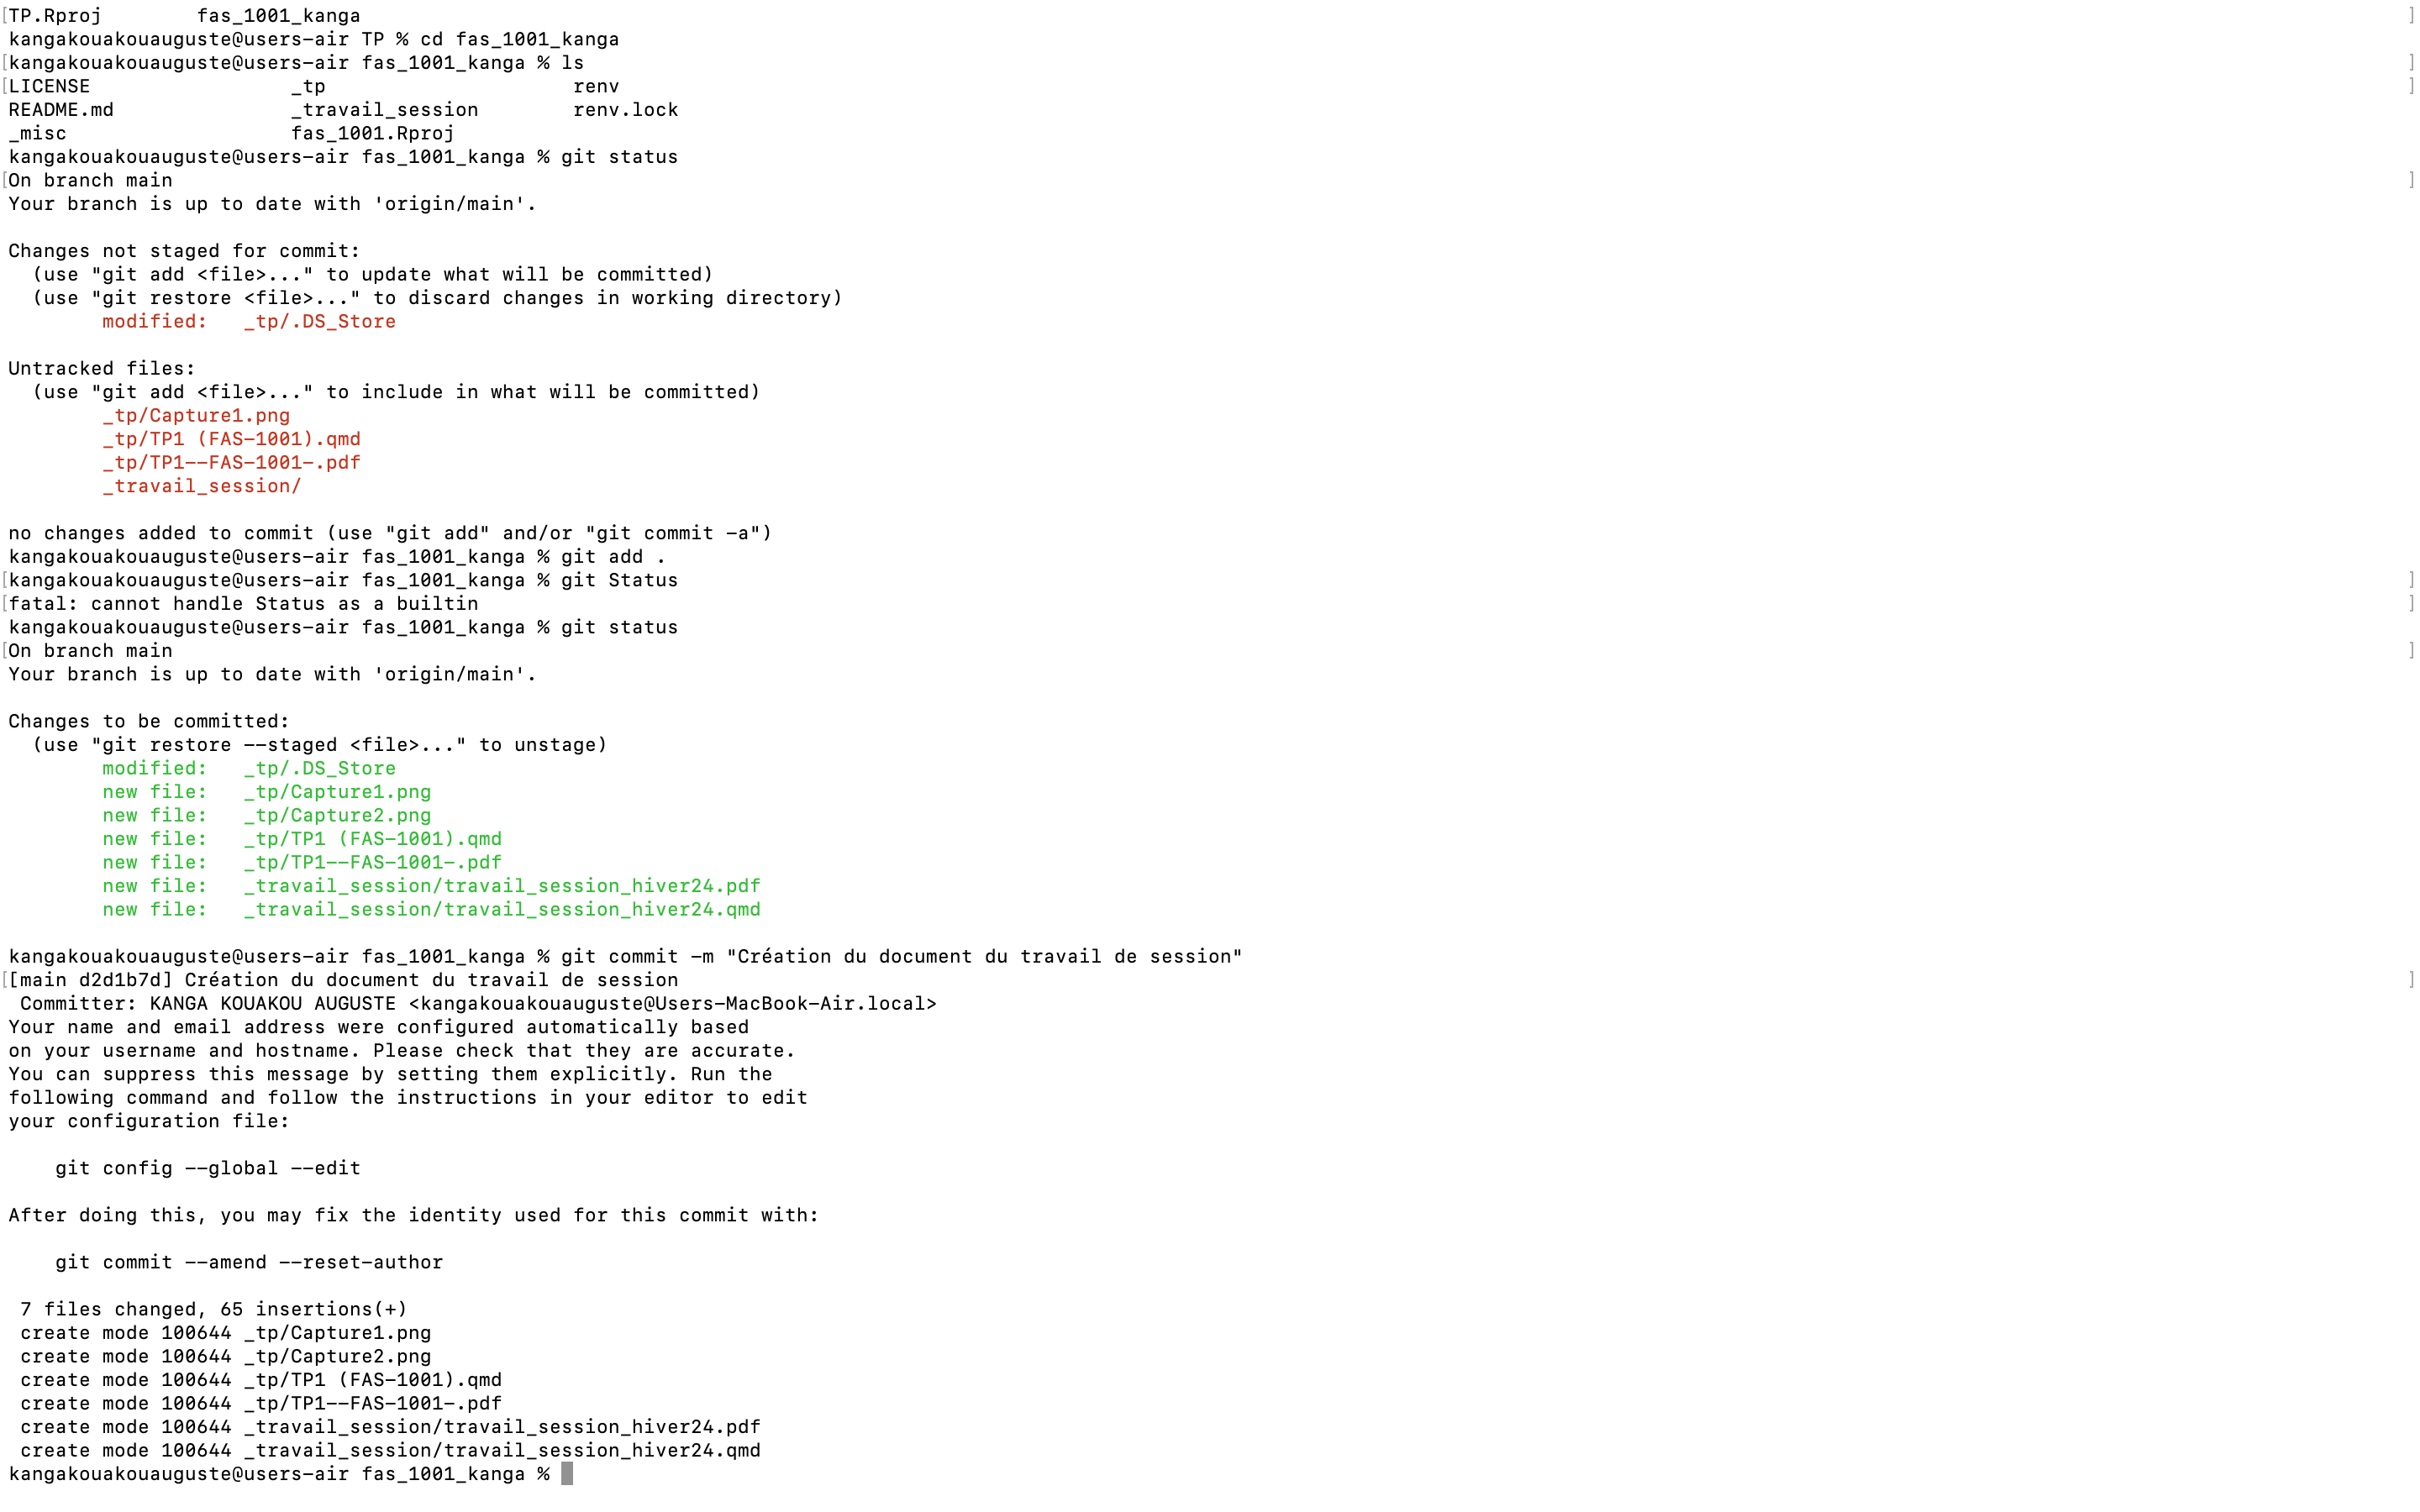 [TP.Rproj        fas_1001_kanga ]
kangakouakouauguste@users-air TP % cd fas_1001_kanga
[kangakouakouauguste@users-air fas_1001_kanga % ls ]
[LICENSE                 _tp                     renv ]
README.md               _travail_session        renv.lock
_misc                   fas_1001.Rproj
kangakouakouauguste@users-air fas_1001_kanga % git status
[On branch main ]
Your branch is up to date with 'origin/main'.
Changes not staged for commit:
  (use "git add <file>..." to update what will be committed)
  (use "git restore <file>..." to discard changes in working directory)
        modified:   _tp/.DS_Store
Untracked files:
  (use "git add <file>..." to include in what will be committed)
        _tp/Capture1.png
        _tp/TP1 (FAS-1001).qmd
        _tp/TP1--FAS-1001-.pdf
        _travail_session/
no changes added to commit (use "git add" and/or "git commit -a")
kangakouakouauguste@users-air fas_1001_kanga % git add .
[kangakouakouauguste@users-air fas_1001_kanga % git Status ]
[fatal: cannot handle Status as a builtin ]
kangakouakouauguste@users-air fas_1001_kanga % git status
[On branch main ]
Your branch is up to date with 'origin/main'.
Changes to be committed:
  (use "git restore --staged <file>..." to unstage)
        modified:   _tp/.DS_Store
        new file:   _tp/Capture1.png
        new file:   _tp/Capture2.png
        new file:   _tp/TP1 (FAS-1001).qmd
        new file:   _tp/TP1--FAS-1001-.pdf
        new file:   _travail_session/travail_session_hiver24.pdf
        new file:   _travail_session/travail_session_hiver24.qmd
kangakouakouauguste@users-air fas_1001_kanga % git commit -m "Création du document du travail de session"
[[main d2d1b7d] Création du document du travail de session ]
 Committer: KANGA KOUAKOU AUGUSTE <kangakouakouauguste@Users-MacBook-Air.local>
Your name and email address were configured automatically based
on your username and hostname. Please check that they are accurate.
You can suppress this message by setting them explicitly. Run the
following command and follow the instructions in your editor to edit
your configuration file:
    git config --global --edit
After doing this, you may fix the identity used for this commit with:
    git commit --amend --reset-author
 7 files changed, 65 insertions(+)
 create mode 100644 _tp/Capture1.png
 create mode 100644 _tp/Capture2.png
 create mode 100644 _tp/TP1 (FAS-1001).qmd
 create mode 100644 _tp/TP1--FAS-1001-.pdf
 create mode 100644 _travail_session/travail_session_hiver24.pdf
 create mode 100644 _travail_session/travail_session_hiver24.qmd
kangakouakouauguste@users-air fas_1001_kanga %